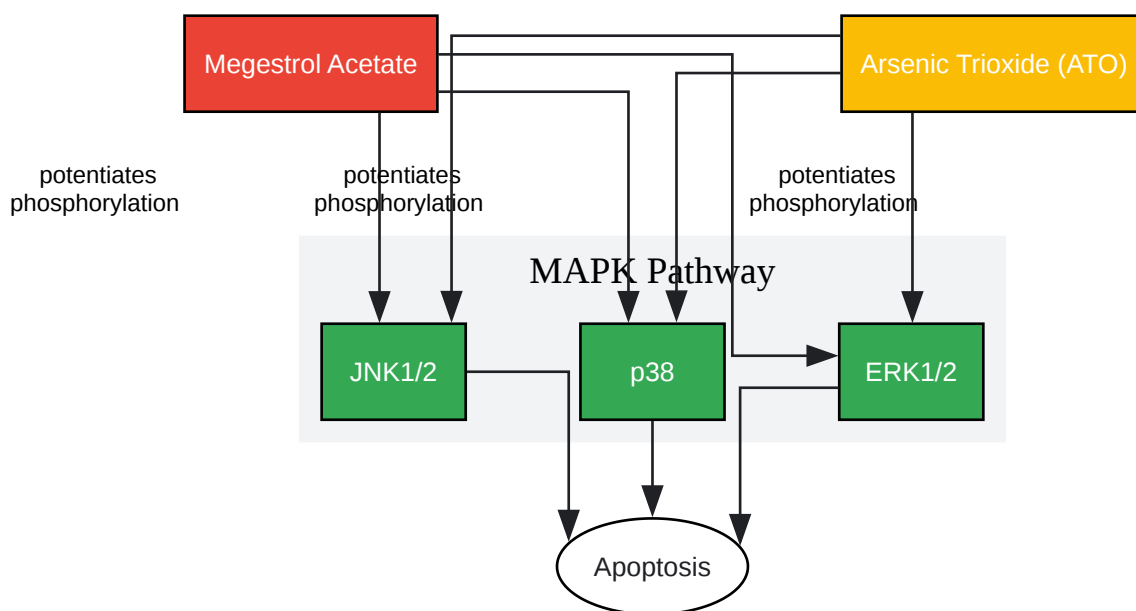 Megestrol Acetate
Arsenic Trioxide (ATO)
potentiates
phosphorylation
potentiates
phosphorylation
potentiates
phosphorylation
MAPK Pathway
JNK1/2
p38
ERK1/2
Apoptosis